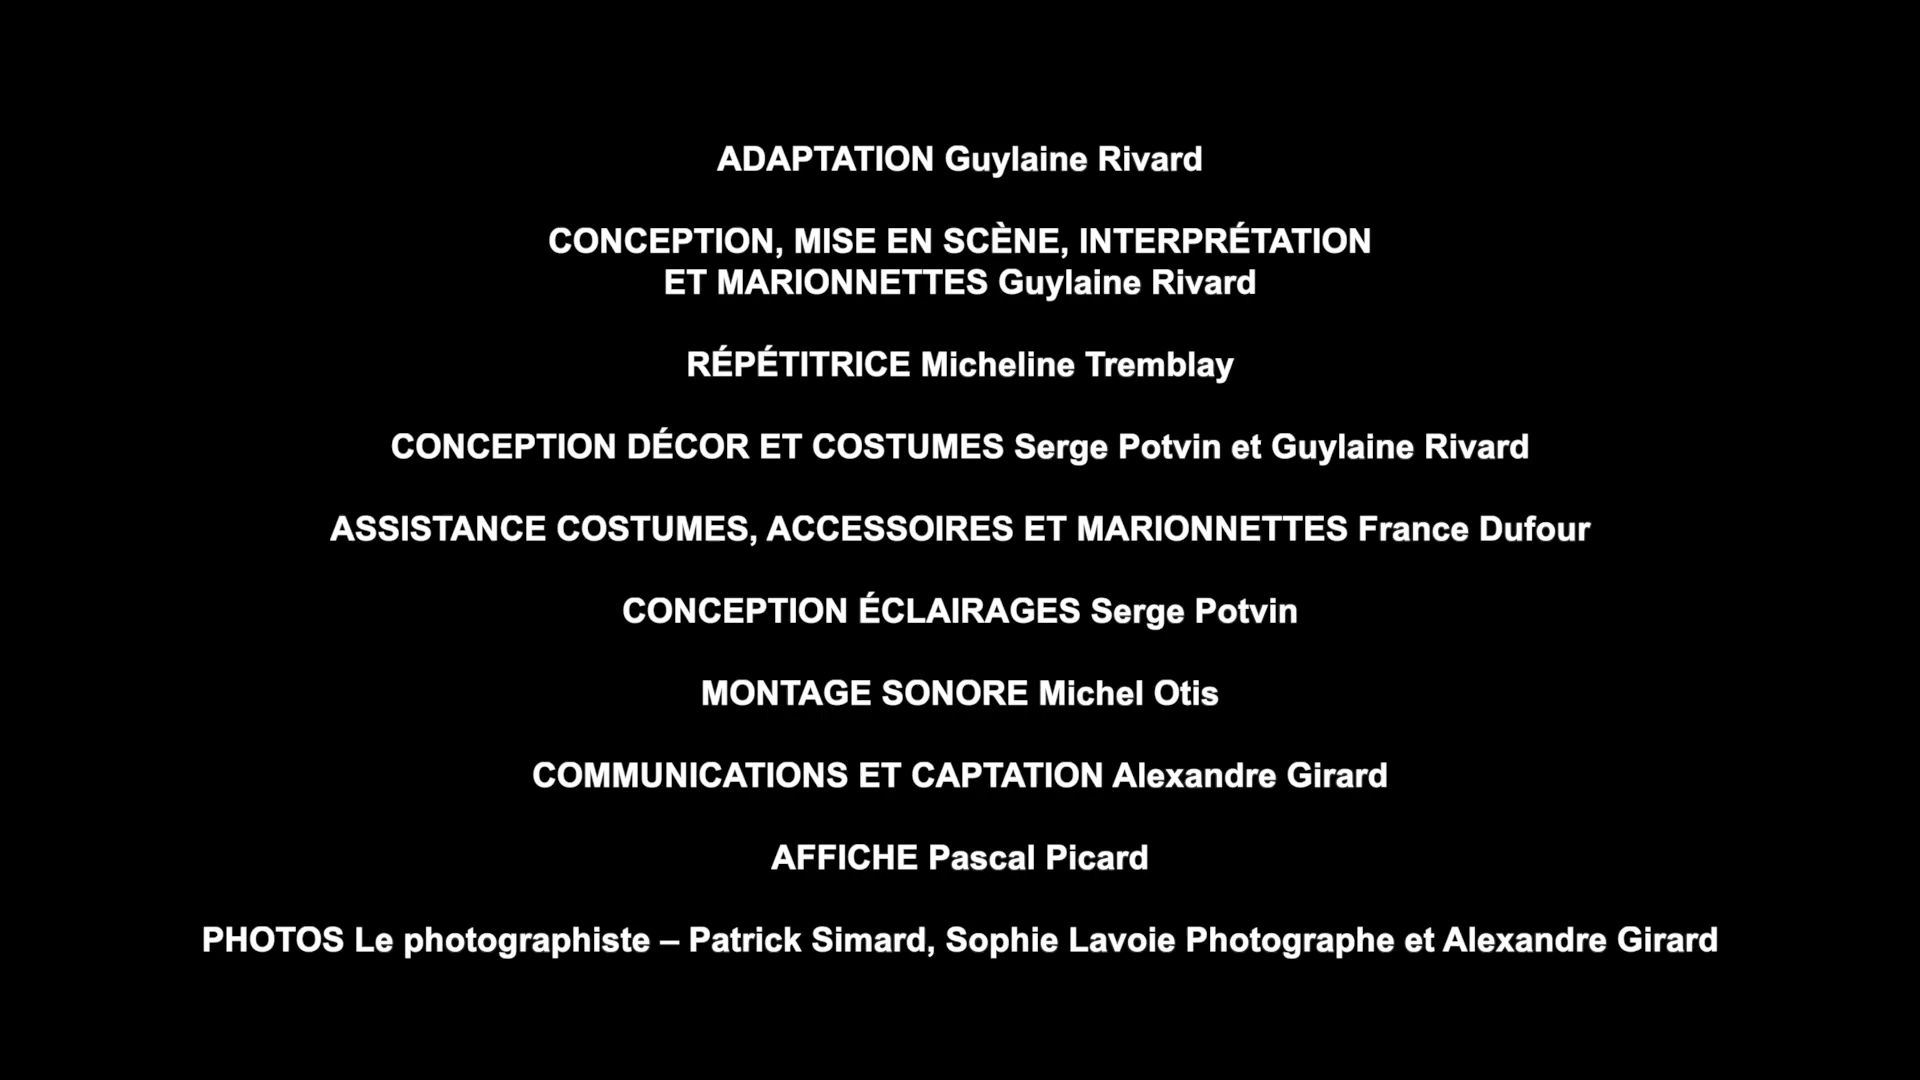 ADAPTATION Guylaine Rivard
CONCEPTION, MISE EN SCÈNE, INTERPRÉTATION
ET MARIONNETTES Guylaine Rivard
RÉPÉTITRICE Micheline Tremblay
CONCEPTION DÉCOR ET COSTUMES Serge Potvin et Guylaine Rivard
ASSISTANCE COSTUMES, ACCESSOIRES ET MARIONNETTES France Dufour
CONCEPTION ÉCLAIRAGES Serge Potvin
MONTAGE SONORE Michel Otis
COMMUNICATIONS ET CAPTATION Alexandre Girard
AFFICHE Pascal Picard
PHOTOS Le photographiste – Patrick Simard, Sophie Lavoie Photographe et Alexandre Girard